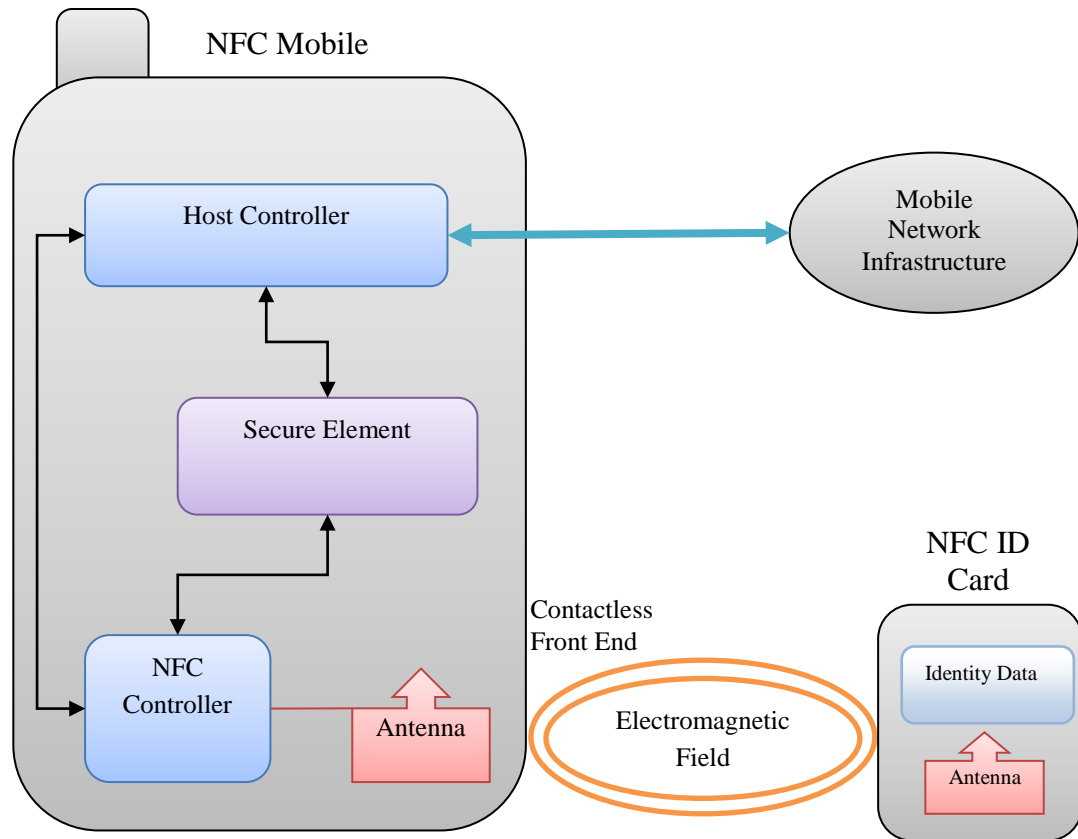 NFC Mobile
Host Controller
Mobile
Network
Infrastructure
Secure Element
NFC ID
Card
Contactless
Front End
NFC
Controller
Antenna
Electromagnetic
Field
Identity Data
Antenna